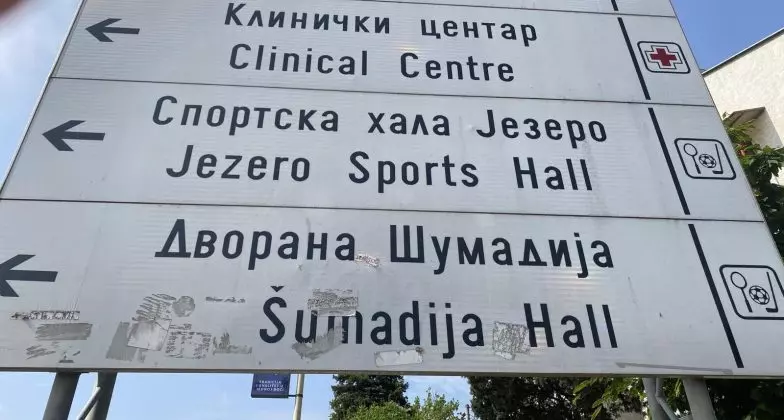 Клинички центар
Clinical Centre
Спортска хала Језеро
Jezero Sports Hall
Дворана Шумадија
Šumadija Hall